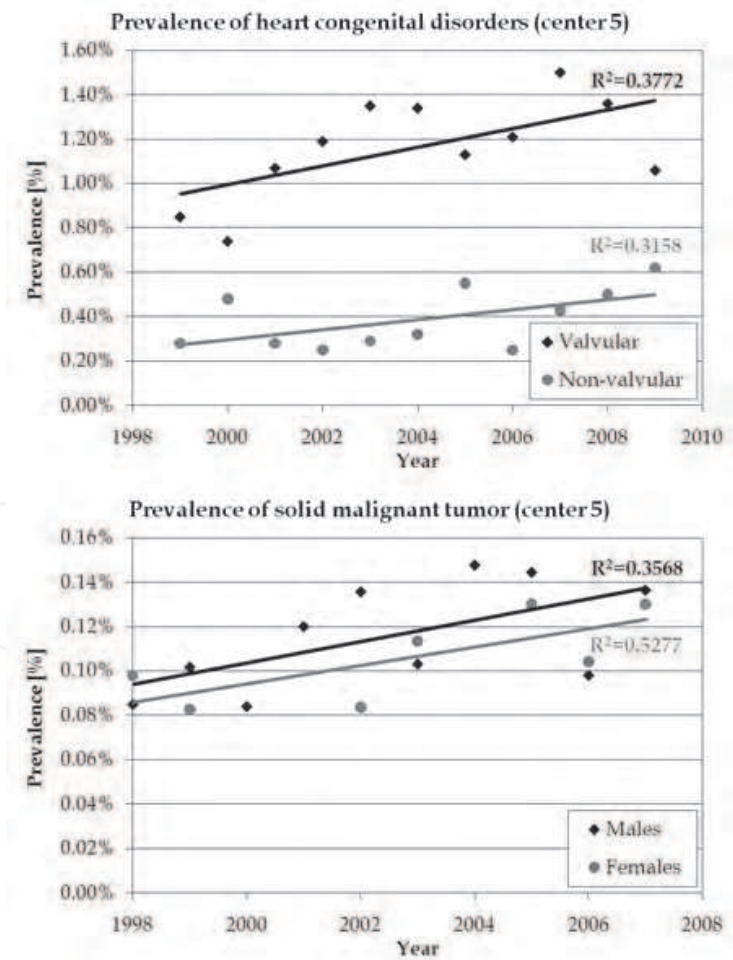 Prevalence of heart congenital disorders (center 5)
1.60%
1.40%
1.20%
1.00%
0.80%
0.60%
0.40%
0.20%
0.00%
Prevalence [%]
R²=0.3772
R²=0.3158
Valvular
Non-valvular
1998 2000 2002 2004 2006 2008 2010
Year
Prevalence of solid malignant tumor (center 5)
0.16%
0.14%
0.12%
0.10%
0.08%
0.06%
0.04%
0.02%
0.00%
Prevalence [%]
R²=0.3568
R²=0.5277
Males
Females
1998 2000 2002 2004 2006 2008
Year